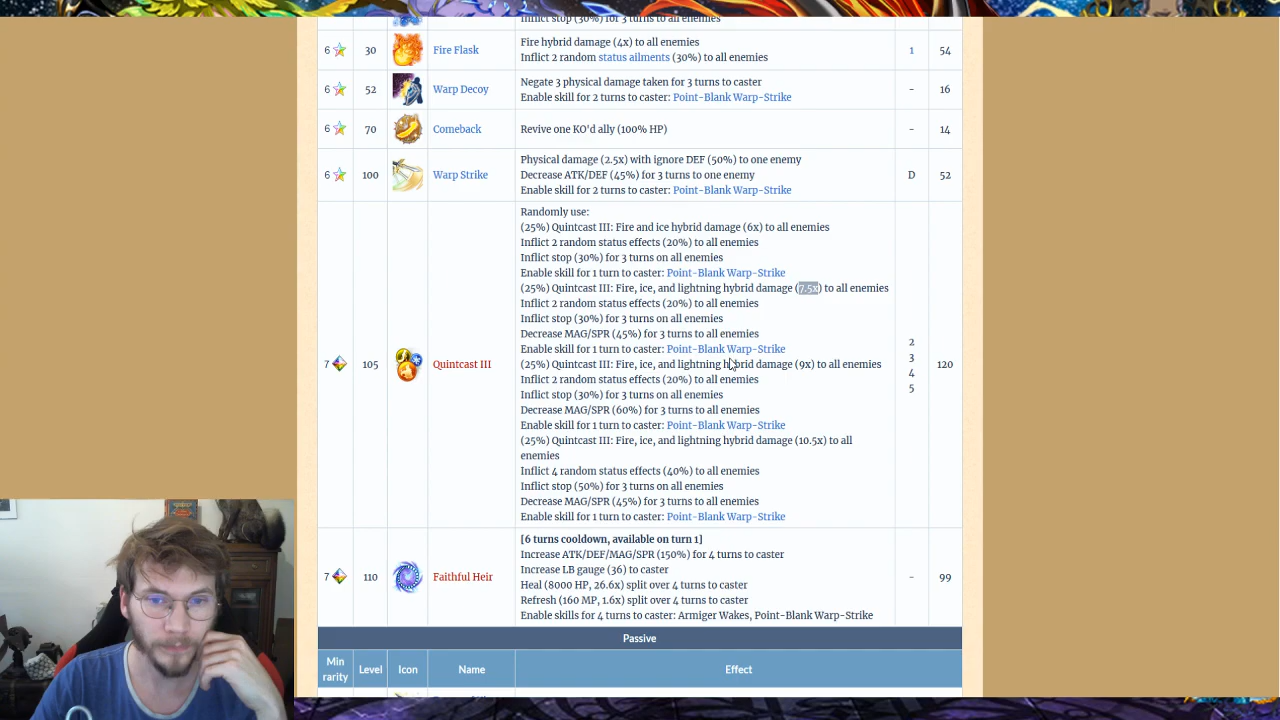 Inflict stop (30%) for 3 turns to all enemies
6 30 Fire Flask Fire hybrid damage (4x) to all enemies 1 54
Inflict 2 random status ailments (30%) to all enemies
6 52 Warp Decoy Negate 3 physical damage taken for 3 turns to caster - 16
Enable skill for 2 turns to caster: Point-Blank Warp-Strike
6 70 Comeback Revive one KO'd ally (100% HP) - 14
Physical damage (2.5x) with ignore DEF (50%) to one enemy
6 100 Warp Strike Decrease ATK/DEF (45%) for 3 turns to one enemy D 52
Enable skill for 2 turns to caster: Point-Blank Warp-Strike
Randomly use:
(25%) Quintcast III: Fire and ice hybrid damage (6x) to all enemies
Inflict 2 random status effects (20%) to all enemies
Inflict stop (30%) for 3 turns on all enemies
Enable skill for 1 turn to caster: Point-Blank Warp-Strike
(25%) Quintcast III: Fire, ice, and lightning hybrid damage (7.5x) to all enemies
Inflict 2 random status effects (20%) to all enemies
Inflict stop (30%) for 3 turns on all enemies
Decrease MAG/SPR (45%) for 3 turns to all enemies
Enable skill for 1 turn to caster: Point-Blank Warp-Strike
7 105 Quintcast III (25%) Quintcast III: Fire, ice, and lightning hybrid damage (9x) to all enemies 2 3 4 5 120
Inflict 2 random status effects (20%) to all enemies
Inflict stop (30%) for 3 turns on all enemies
Decrease MAG/SPR (60%) for 3 turns to all enemies
Enable skill for 1 turn to caster: Point-Blank Warp-Strike
(25%) Quintcast III: Fire, ice, and lightning hybrid damage (10.5x) to all
enemies
Inflict 4 random status effects (40%) to all enemies
Inflict stop (50%) for 3 turns on all enemies
Decrease MAG/SPR (45%) for 3 turns to all enemies
Enable skill for 1 turn to caster: Point-Blank Warp-Strike
[6 turns cooldown, available on turn 1]
Increase ATK/DEF/MAG/SPR (150%) for 4 turns to caster
Increase LB gauge (36) to caster
7 110 Faithful Heir Heal (8000 HP, 26.6x) split over 4 turns to caster - 99
Refresh (160 MP, 1.6x) split over 4 turns to caster
Enable skills for 4 turns to caster: Armiger Wakes, Point-Blank Warp-Strike
Passive
Min rarity Level Icon Name Effect